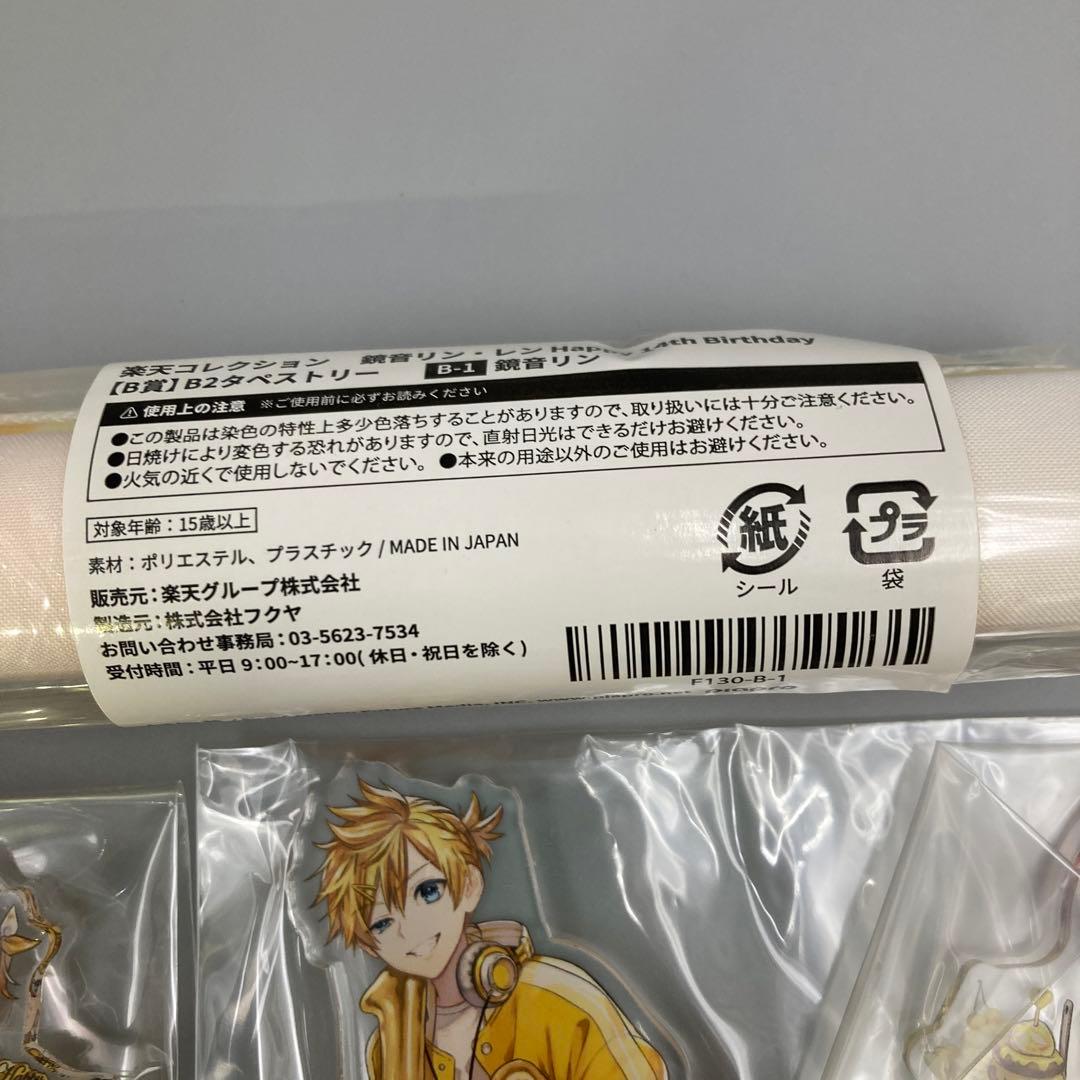 楽天コレクション 鏡音リン・レン Happy 14th Birthday
【B賞】B2タペストリー B-1 鏡音リン
使用上の注意 ※ご使用前に必ずお読みください
●この製品は染色の特性上多少色落ちすることがありますので、取り扱いには十分ご注意ください。
●日焼けにより変色する恐れがありますので、直射日光はできるだけお避けください。
●火気の近くで使用しないでください。 ●本来の用途以外のご使用はお避けください。
対象年齢：15歳以上
素材：ポリエステル、プラスチック / MADE IN JAPAN
販売元：楽天グループ株式会社
製造元：株式会社フクヤ
お問い合わせ事務局：03-5623-7534
受付時間：平日 9：00~17：00( 休日・祝日を除く )
紙
シール
プラ
袋
F130-B-1
Media, INC. www.piapro.net piapro
Happy